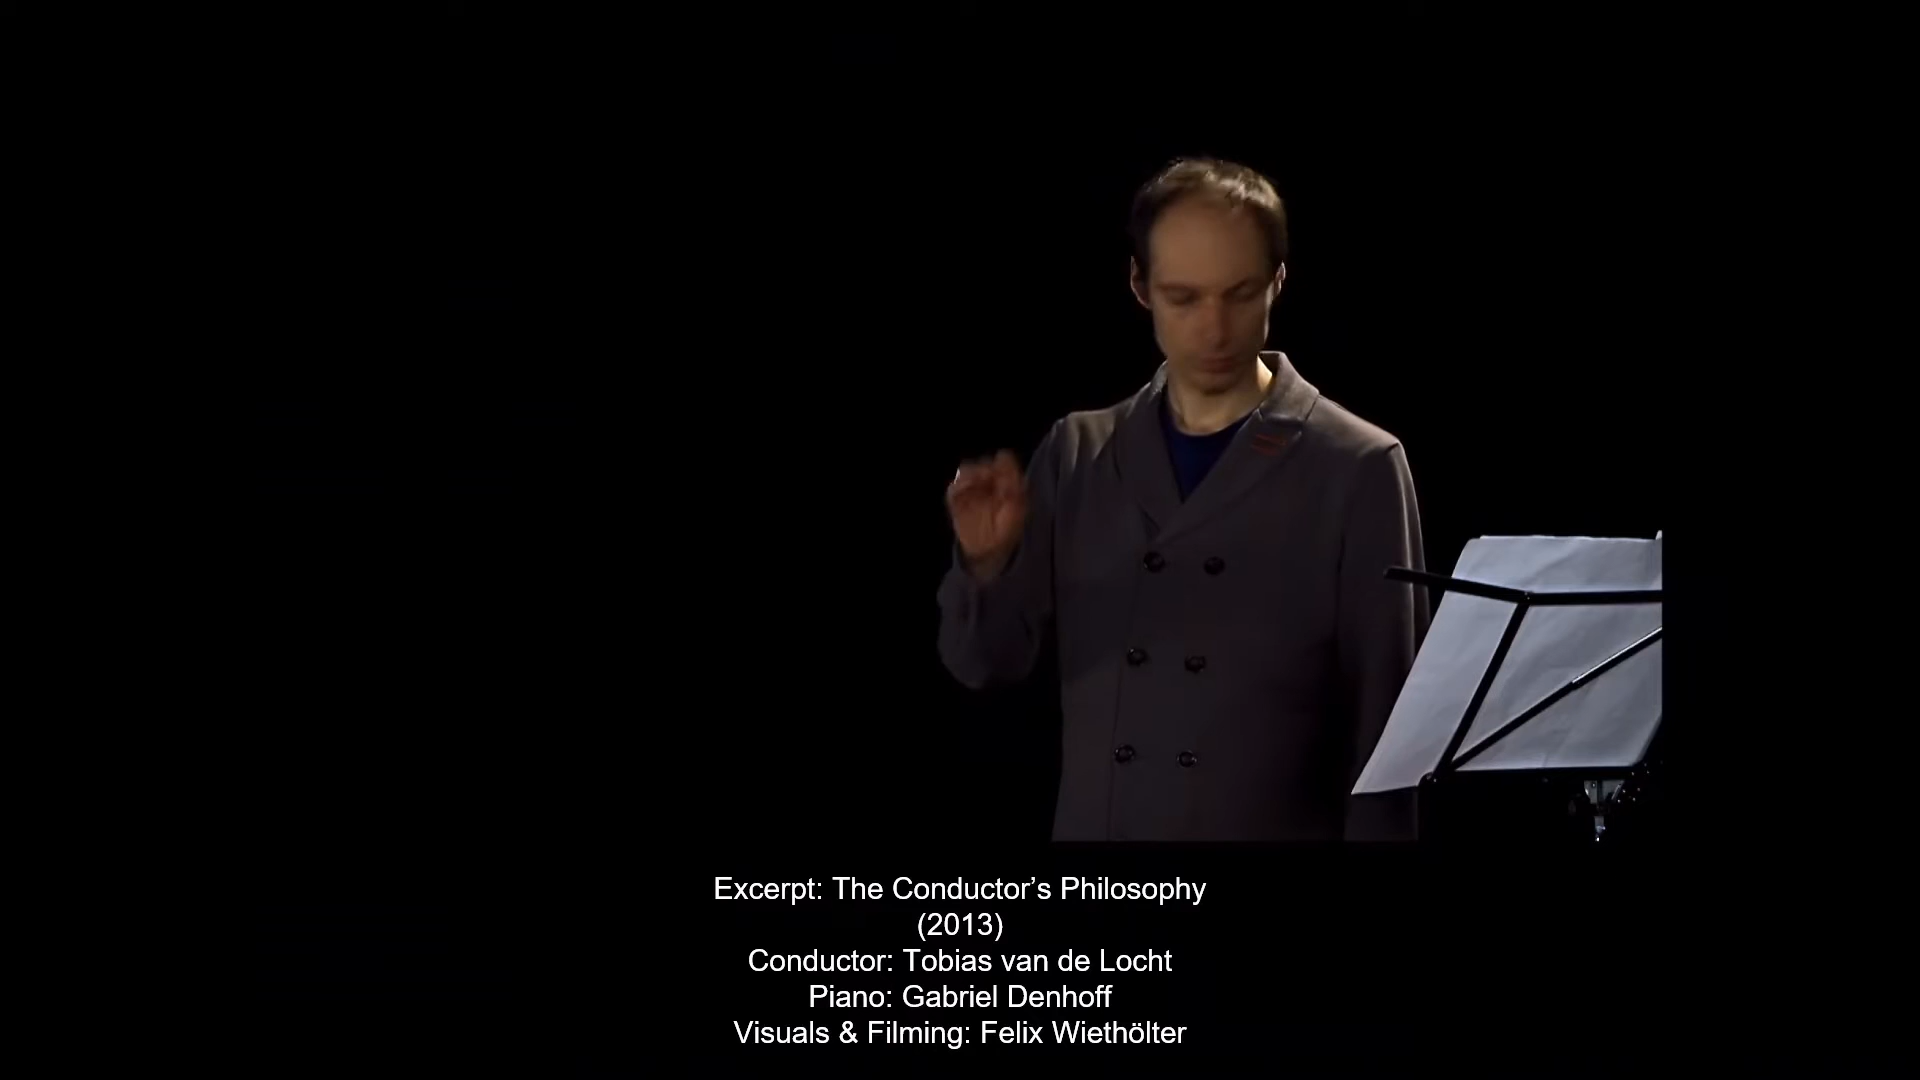 Excerpt: The Conductor’s Philosophy
(2013)
Conductor: Tobias van de Locht
Piano: Gabriel Denhoff
Visuals & Filming: Felix Wiethölter